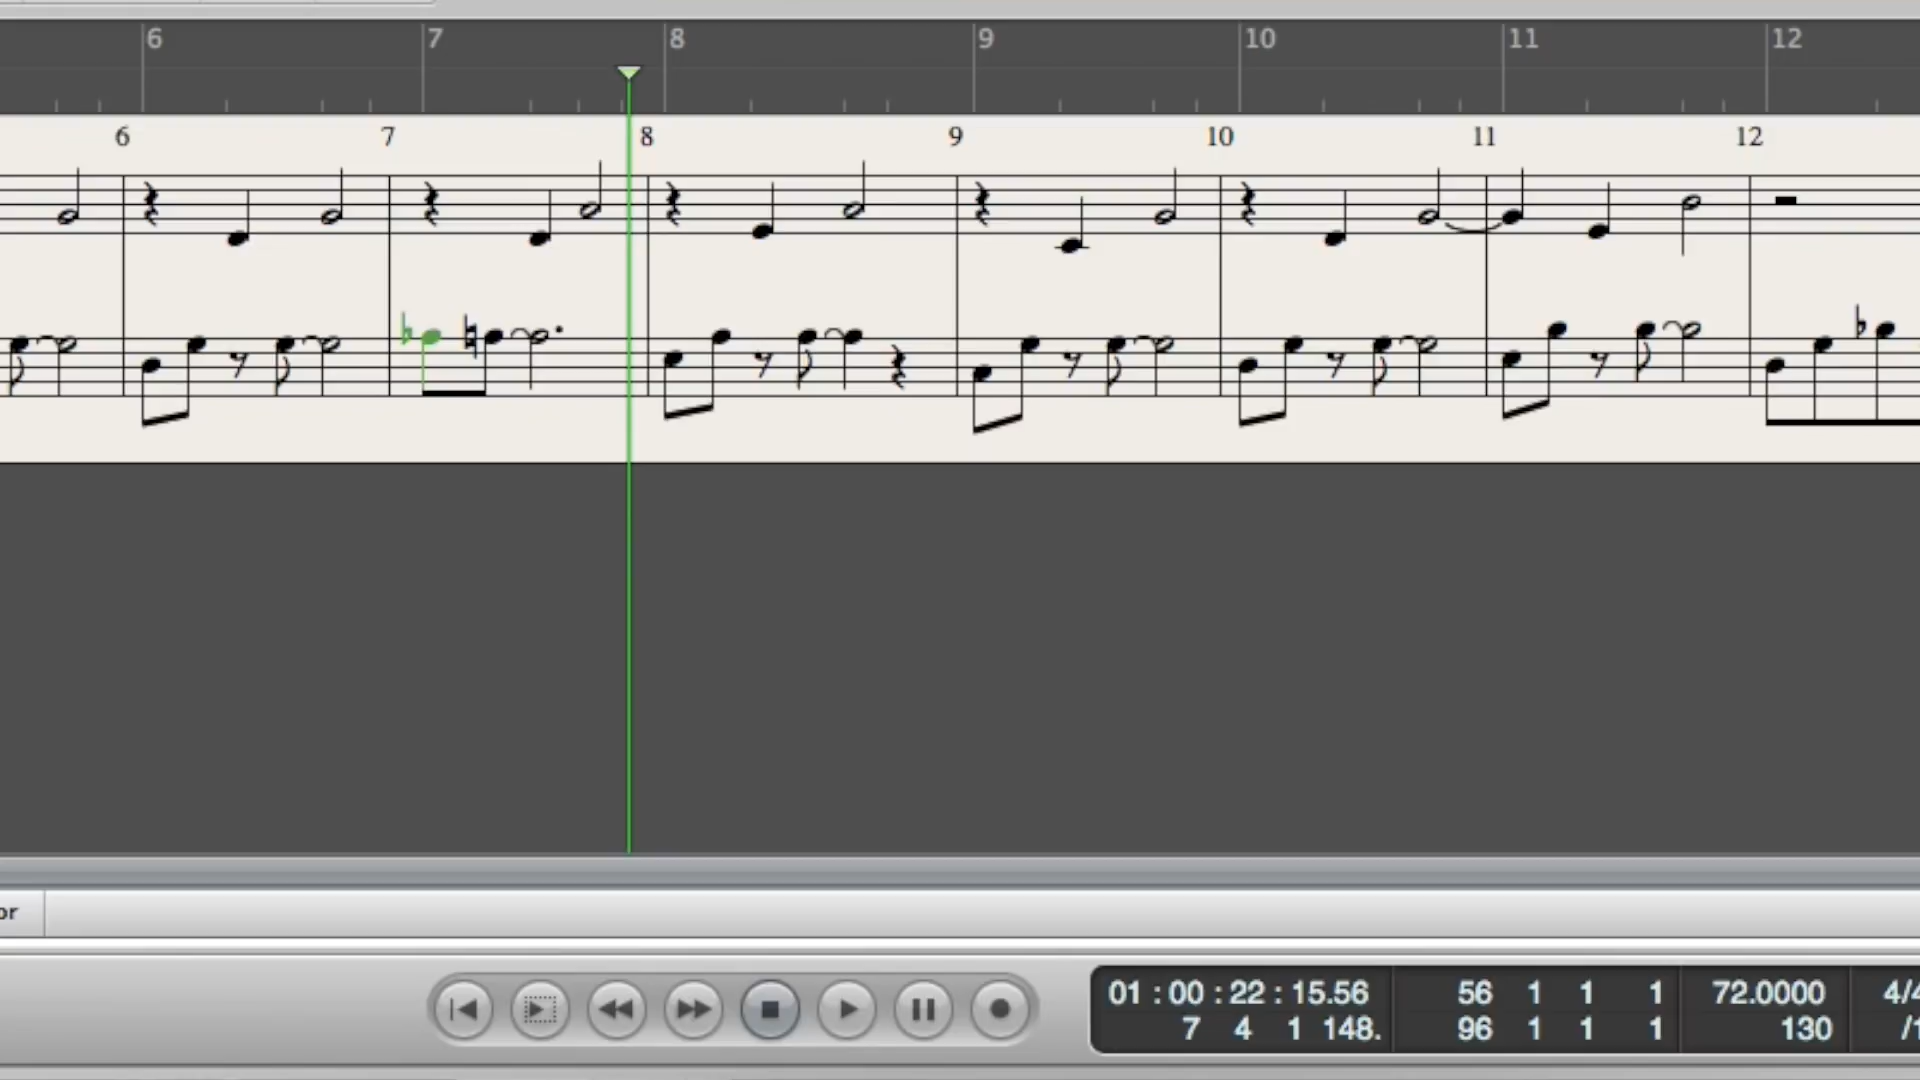 6 7 8 9 10 11 12
6 7 8 9 10 11 12
or
01 : 00 : 22 : 15.56 56 1 1 1 72.0000 4/4
7 4 1 148. 96 1 1 1 130 /1